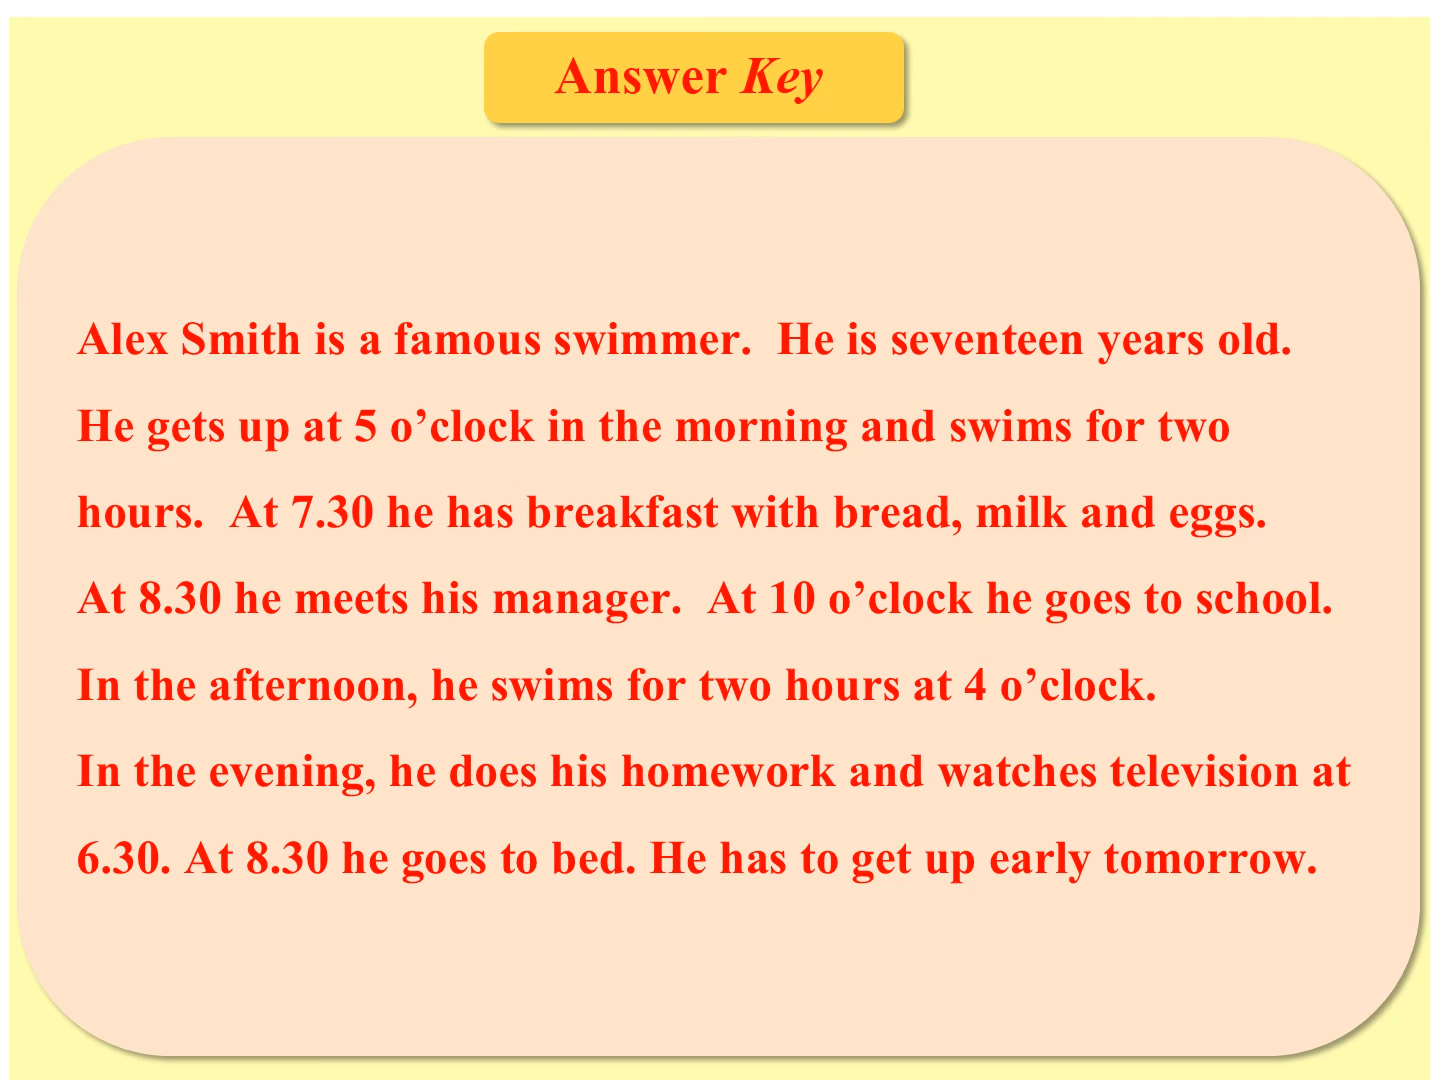 Answer Key
Alex Smith is a famous swimmer.  He is seventeen years old.
He gets up at 5 o’clock in the morning and swims for two
hours.  At 7.30 he has breakfast with bread, milk and eggs.
At 8.30 he meets his manager.  At 10 o’clock he goes to school.
In the afternoon, he swims for two hours at 4 o’clock.
In the evening, he does his homework and watches television at
6.30. At 8.30 he goes to bed. He has to get up early tomorrow.